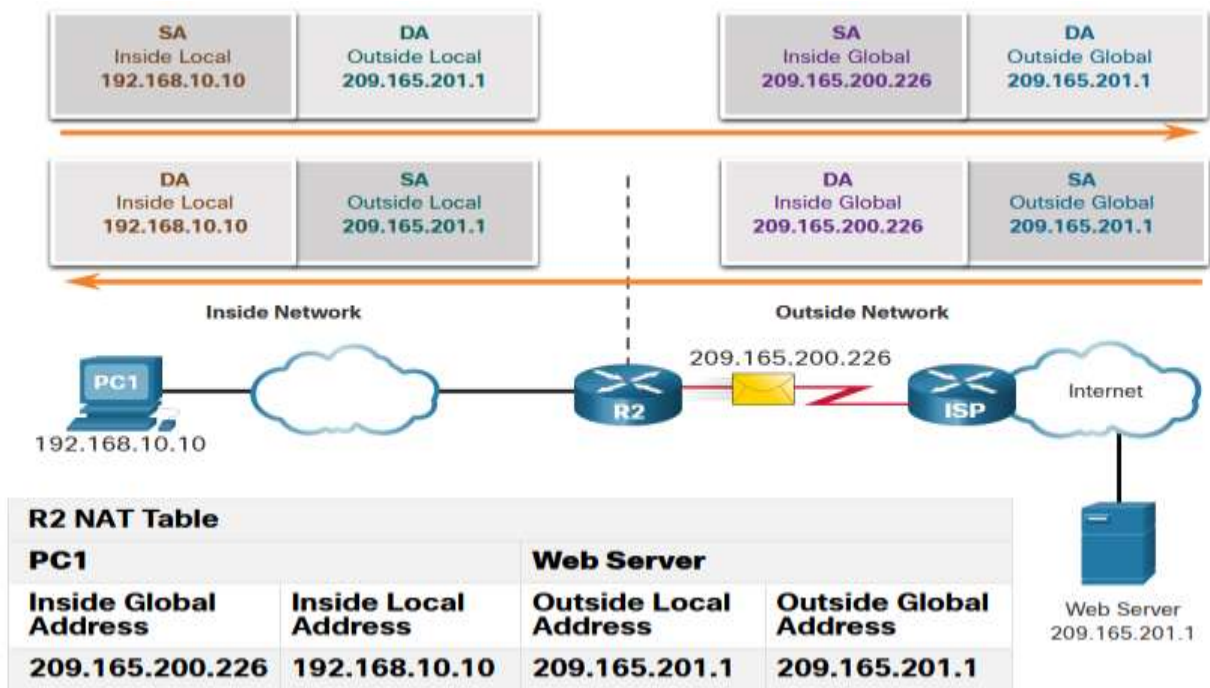 SA DA SA DA
Inside Local Outside Local Inside Global Outside Global
192.168.10.10 209.165.201.1 209.165.200.226 209.165.201.1
DA SA DA SA
Inside Local Outside Local Inside Global Outside Global
192.168.10.10 209.165.201.1 209.165.200.226 209.165.201.1
Inside Network Outside Network
209.165.200.226
PC1 R2 ISP Internet
192.168.10.10
R2 NAT Table
PC1 Web Server
Inside Global Inside Local Outside Local Outside Global
Address Address Address Address
209.165.200.226 192.168.10.10 209.165.201.1 209.165.201.1
Web Server
209.165.201.1